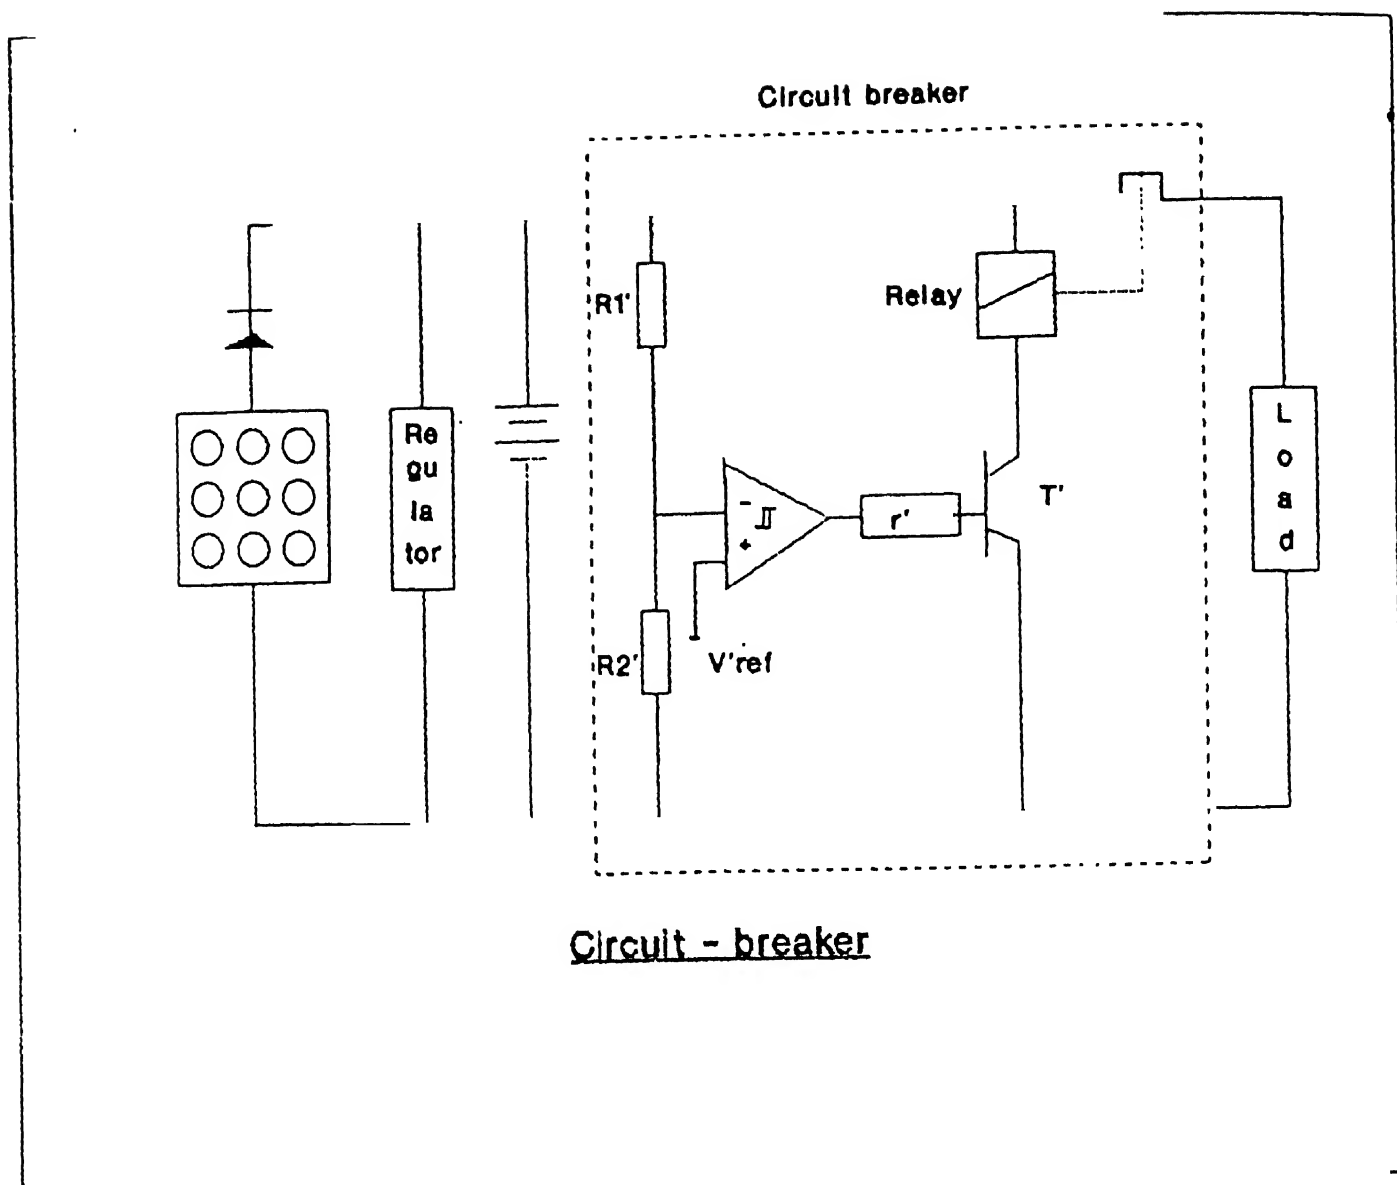 Circuit breaker
R1'
Relay
Re
gu
la
tor
-
+
r'
T'
L
o
a
d
R2'
V'ref
Circuit - breaker